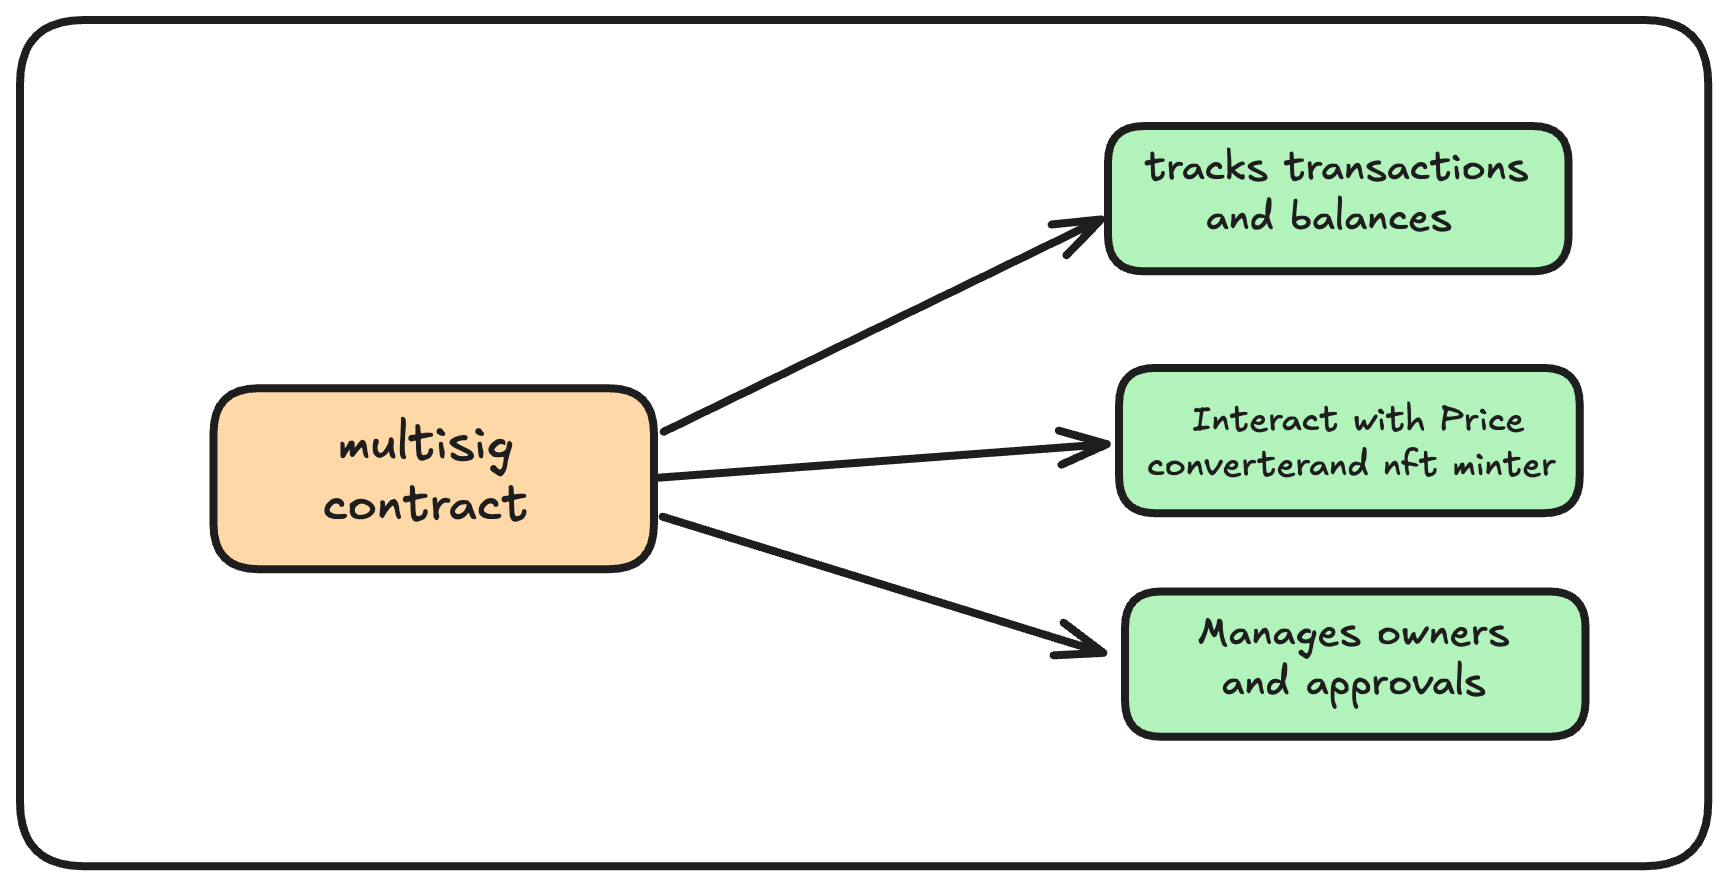 tracks transactions
and balances
multisig
contract
Interact with Price
converterand nft minter
Manages owners
and approvals